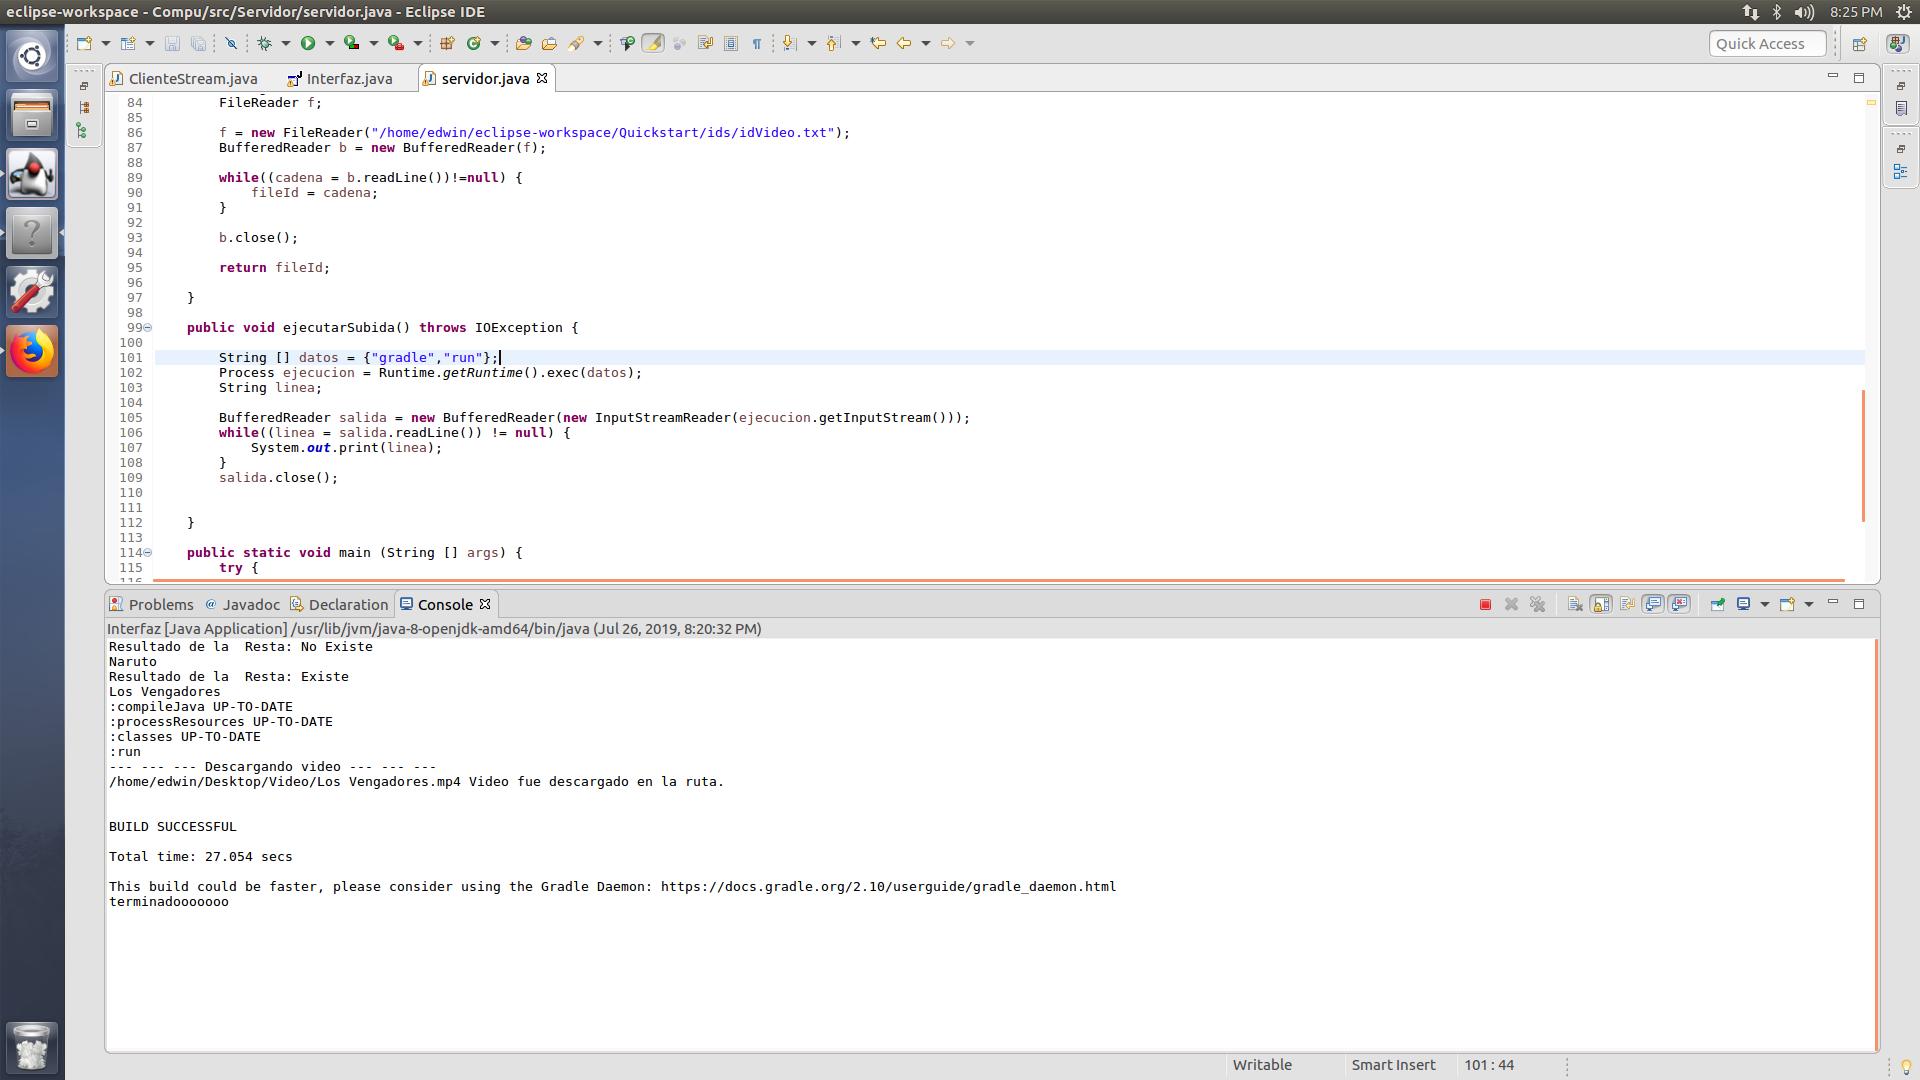 eclipse-workspace - Compu/src/Servidor/servidor.java - Eclipse IDE
8:25 PM
Quick Access
ClienteStream.java
Interfaz.java
servidor.java
84 FileReader f;
85
86 f = new FileReader("/home/edwin/eclipse-workspace/Quickstart/ids/idVideo.txt");
87 BufferedReader b = new BufferedReader(f);
88
89 while((cadena = b.readLine())!=null) {
90 fileId = cadena;
91 }
92
93 b.close();
94
95 return fileId;
96
97 }
98
99 public void ejecutarSubida() throws IOException {
100
101 String [] datos = {"gradle","run"};
102 Process ejecucion = Runtime.getRuntime().exec(datos);
103 String linea;
104
105 BufferedReader salida = new BufferedReader(new InputStreamReader(ejecucion.getInputStream()));
106 while((linea = salida.readLine()) != null) {
107 System.out.print(linea);
108 }
109 salida.close();
110
111
112 }
113
114 public static void main (String [] args) {
115 try {
Problems @ Javadoc Declaration Console
Interfaz [Java Application] /usr/lib/jvm/java-8-openjdk-amd64/bin/java (Jul 26, 2019, 8:20:32 PM)
Resultado de la  Resta: No Existe
Naruto
Resultado de la  Resta: Existe
Los Vengadores
:compileJava UP-TO-DATE
:processResources UP-TO-DATE
:classes UP-TO-DATE
:run
--- --- --- Descargando video --- --- ---
/home/edwin/Desktop/Video/Los Vengadores.mp4 Video fue descargado en la ruta.
BUILD SUCCESSFUL
Total time: 27.054 secs
This build could be faster, please consider using the Gradle Daemon: https://docs.gradle.org/2.10/userguide/gradle_daemon.html
terminadooooooo
Writable
Smart Insert
101 : 44